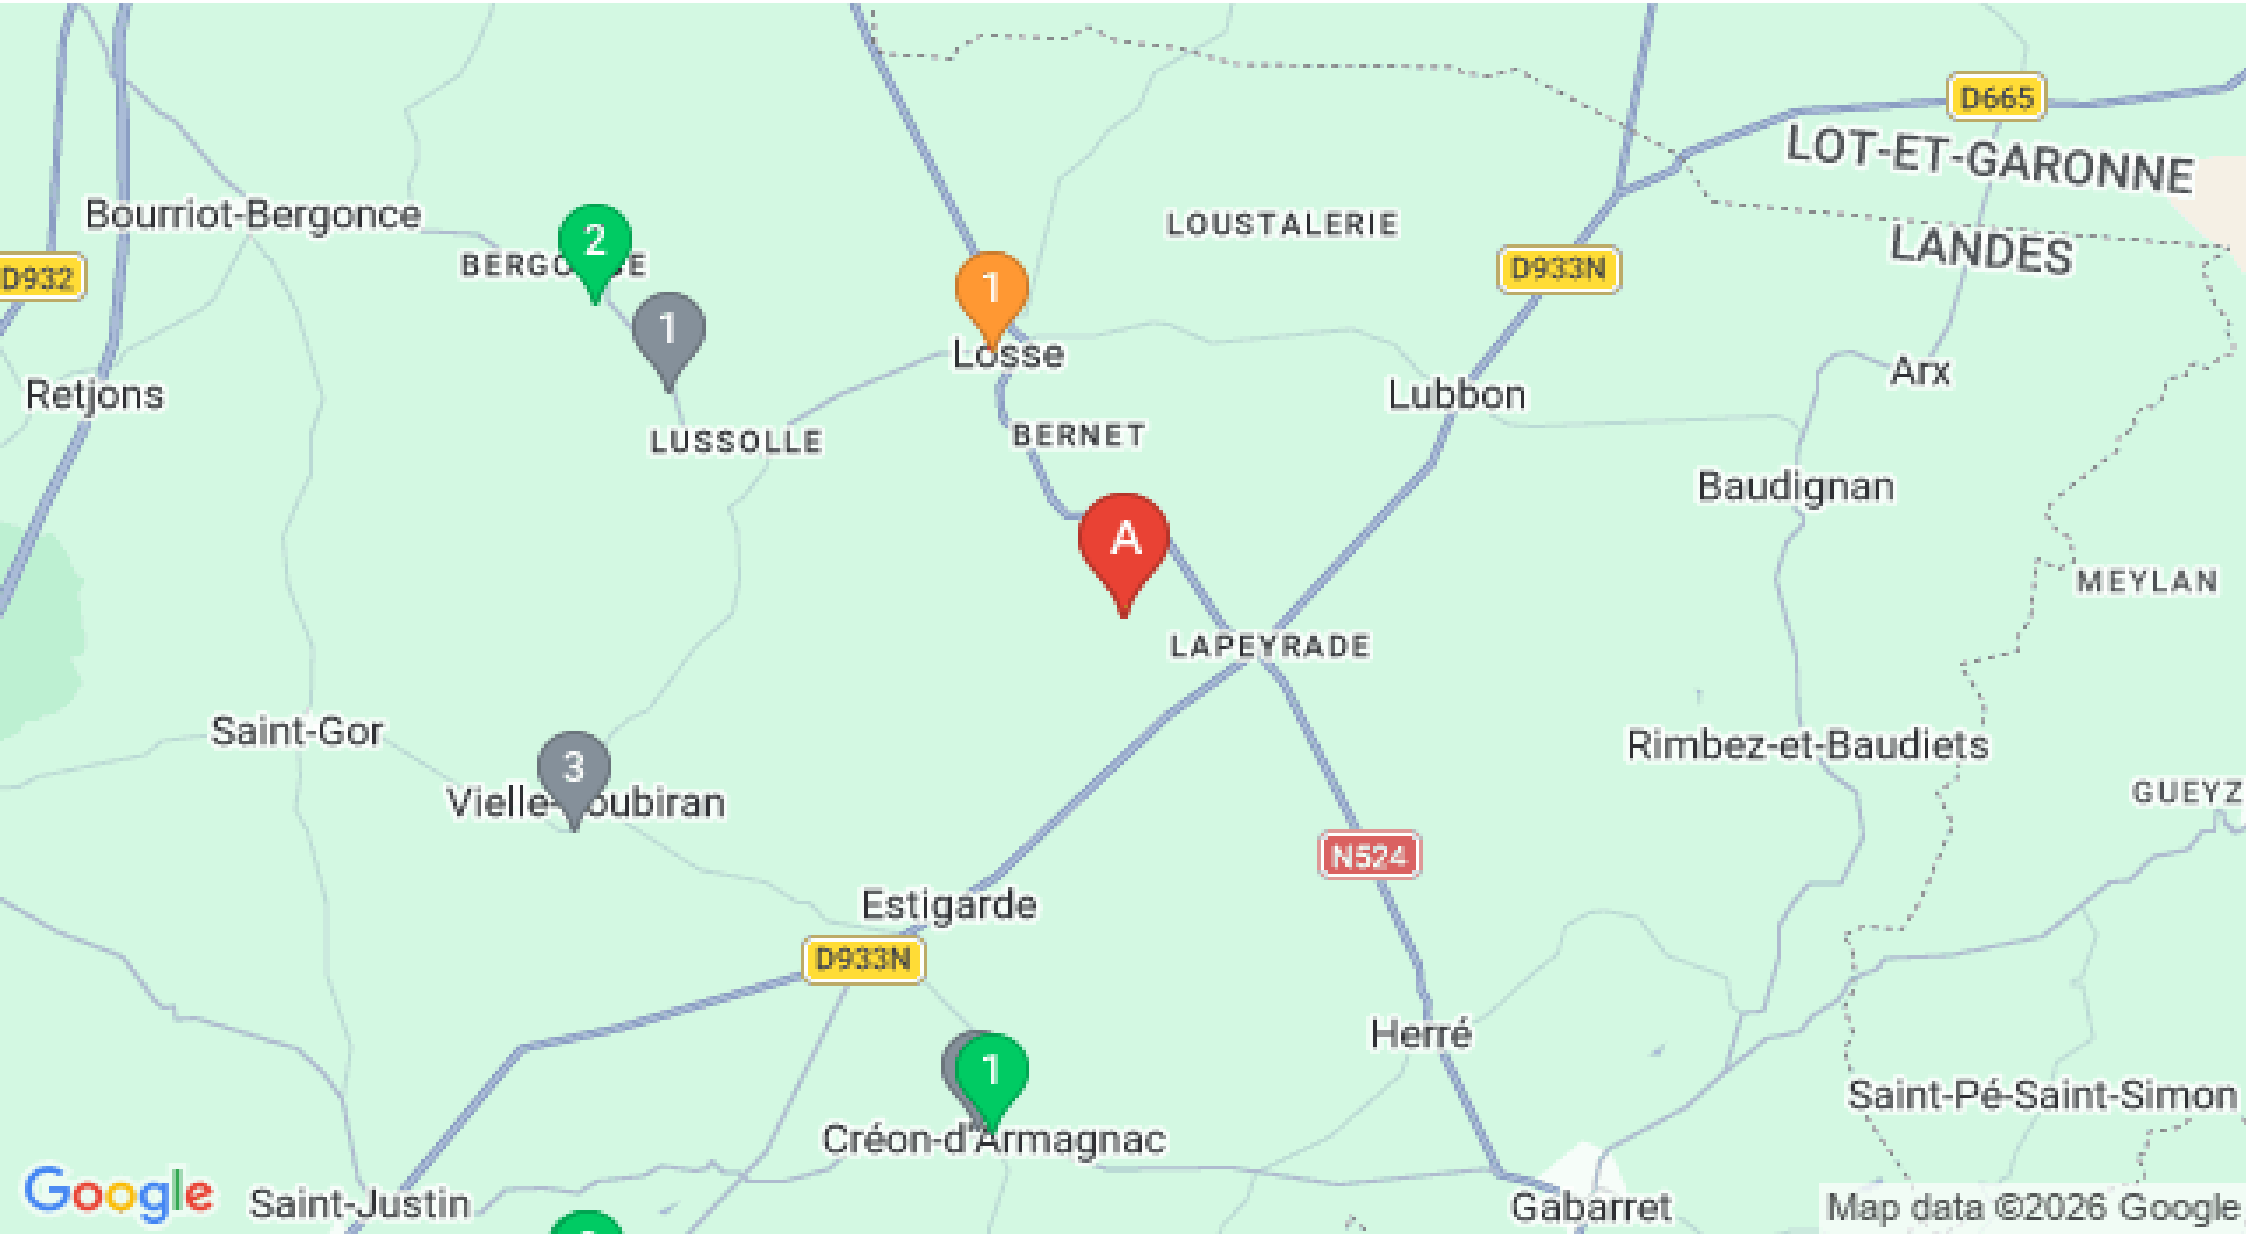 D665
LOT-ET-GARONNE
Bourriot-Bergonce
2
LOUSTALERIE
LANDES
D932
1
D933N
1
Losse
Retjons
Arx
Lubbon
LUSSOLLE
BERNET
Baudignan
A
MEYLAN
LAPEYRADE
Saint-Gor
3
Rimbez-et-Baudiets
N524
Estigarde
D933N
Herré
1
Créon-d'Armagnac
Saint-Pé-Saint-Simon
Google
Saint-Justin
Gabarret
Map data ©2026 Google